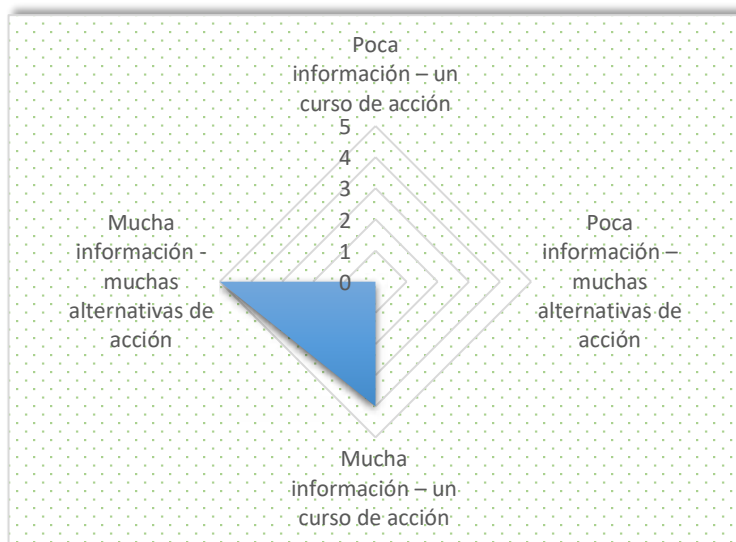 Poca
información – un
curso de acción
5
4
3
2
1
0
Mucha
información -
muchas
alternativas de
acción
Poca
información –
muchas
alternativas de
acción
Mucha
información – un
curso de acción